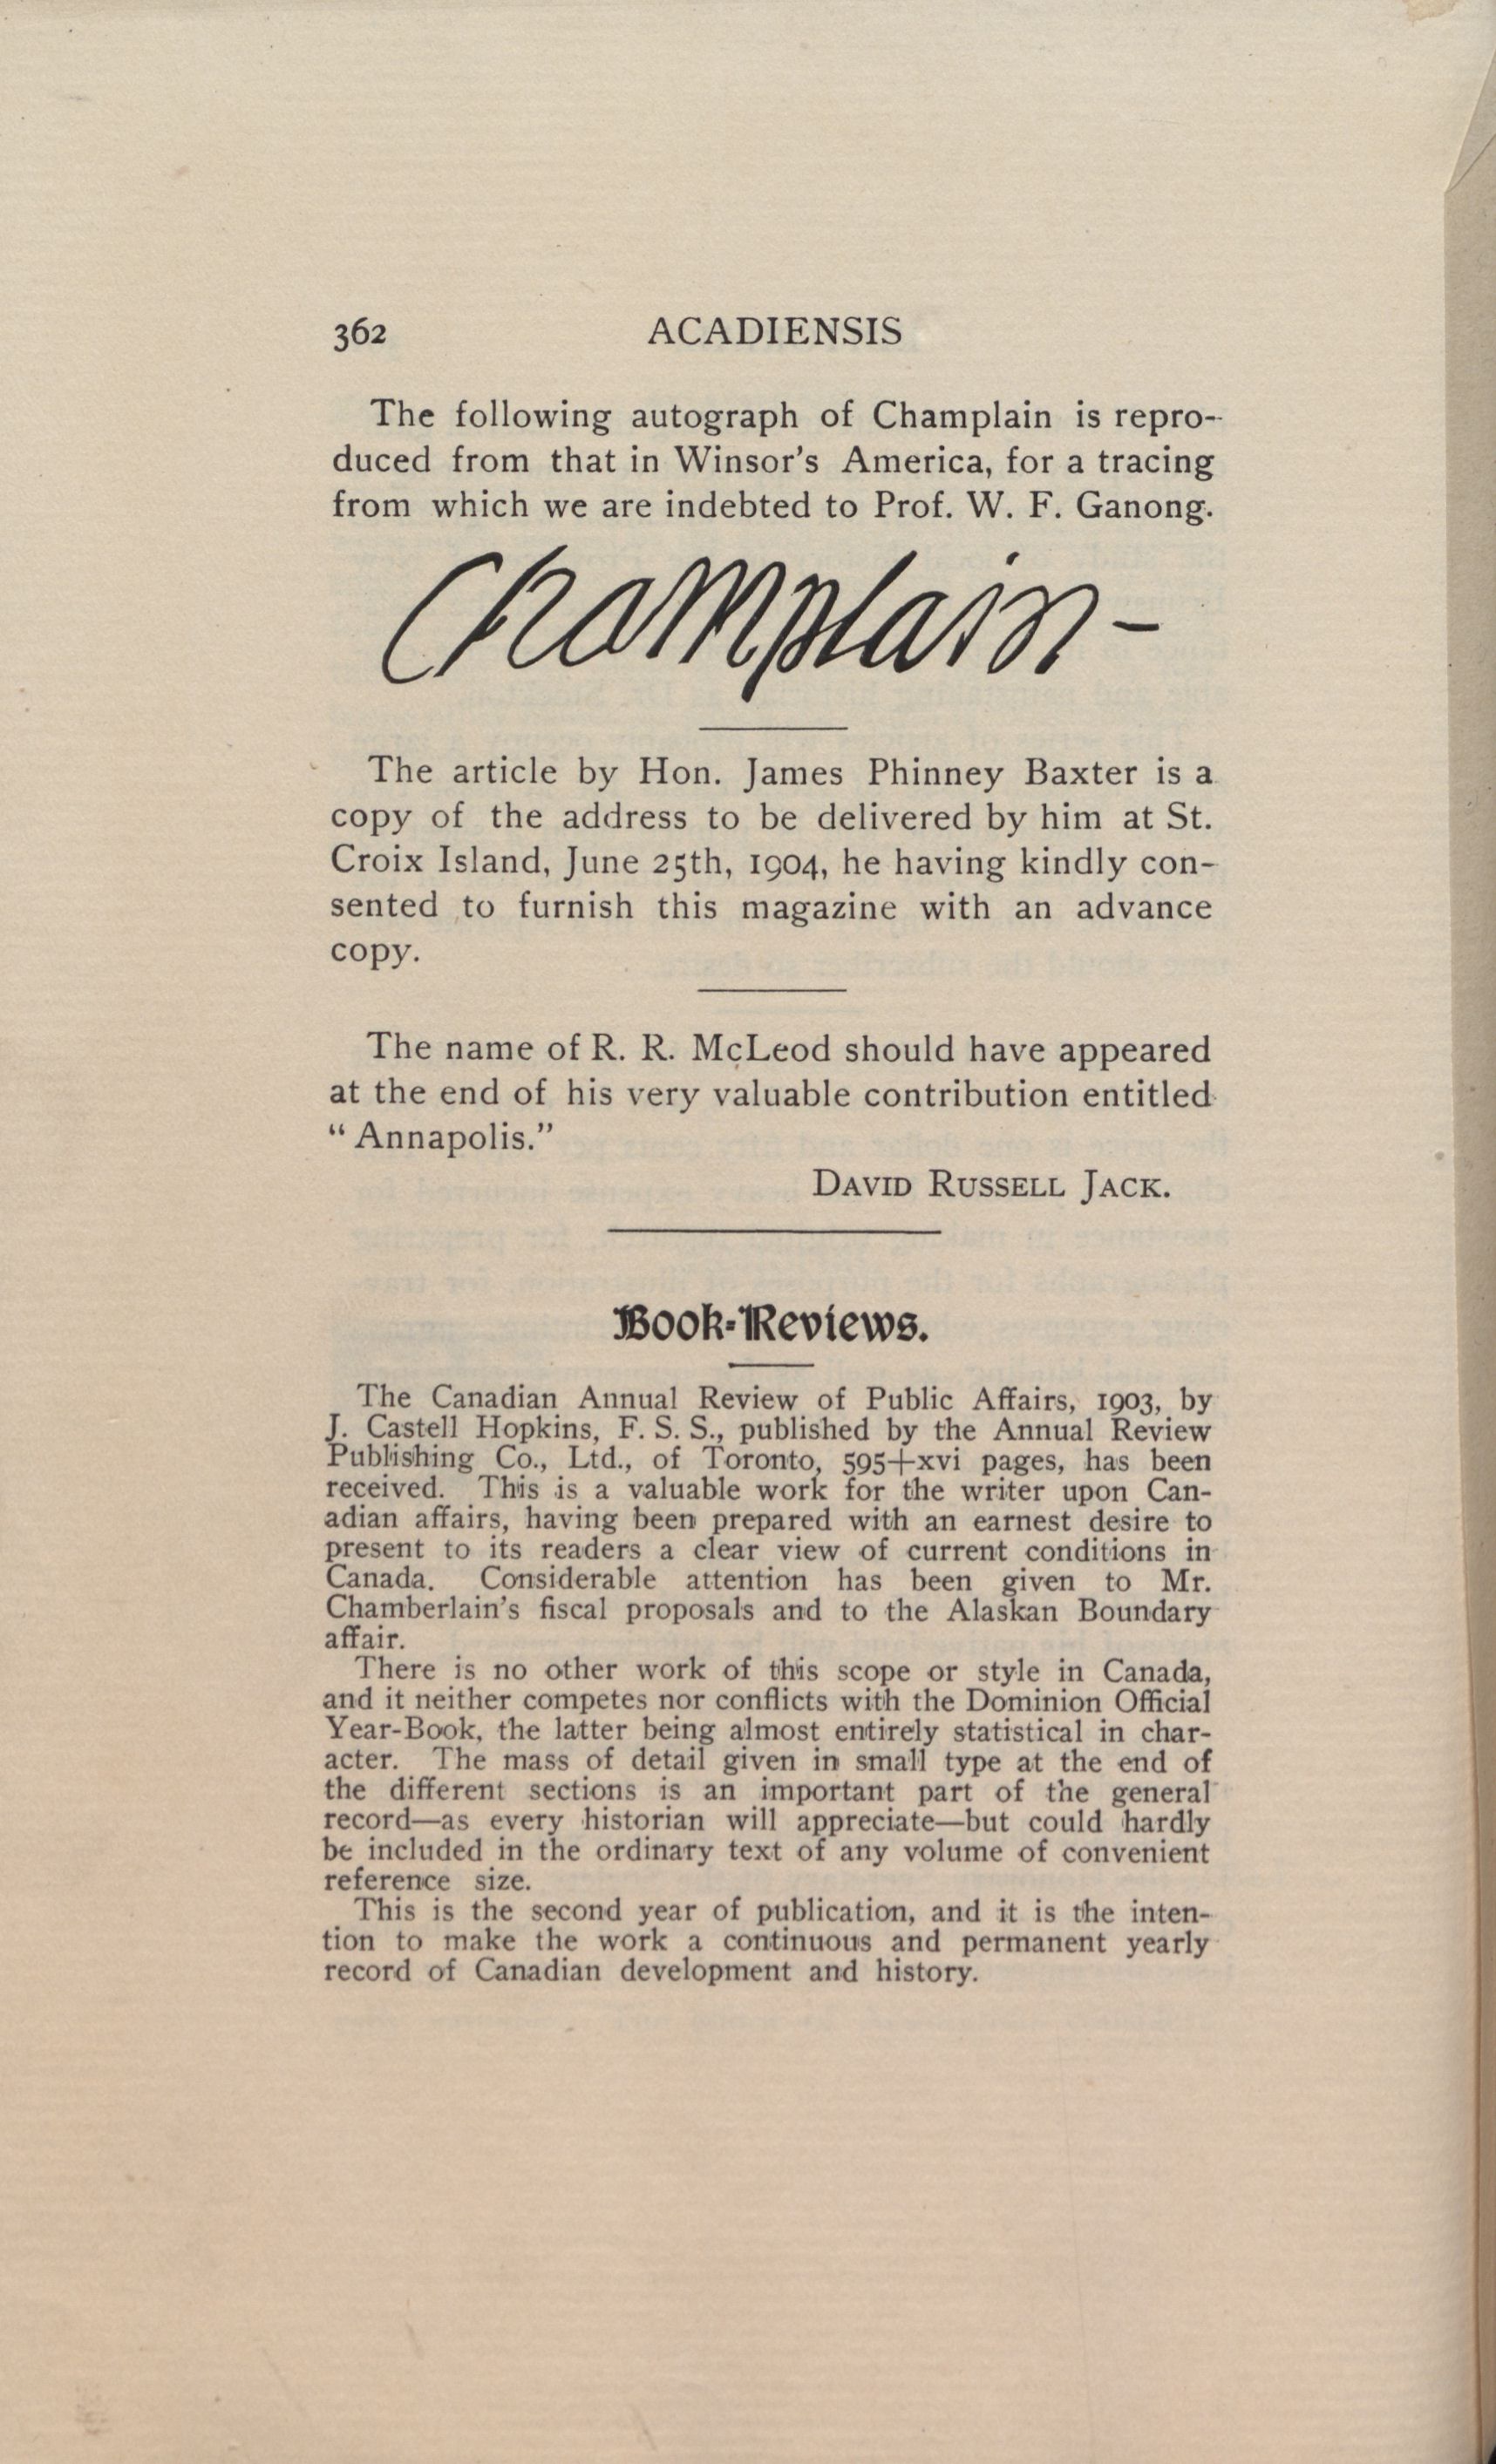 362 ACADIENSIS
The following autograph of Champlain is repro-
duced from that in Winsor's America, for a tracing
from which we are indebted to Prof. W. F. Ganong.
Champlain-
The article by Hon. James Phinney Baxter is a
copy of the address to be delivered by him at St.
Croix Island, June 25th, 1904, he having kindly con-
sented to furnish this magazine with an advance
copy.
The name of R. R. McLeod should have appeared
at the end of his very valuable contribution entitled
“ Annapolis.”
DAVID RUSSELL JACK.
Book-Reviews.
The Canadian Annual Review of Public Affairs, 1903, by
J. Castell Hopkins, F. S. S., published by the Annual Review
Publishing Co., Ltd., of Toronto, 595+xvi pages, has been
received. This is a valuable work for the writer upon Can-
adian affairs, having been prepared with an earnest desire to
present to its readers a clear view of current conditions in
Canada. Considerable attention has been given to Mr.
Chamberlain's fiscal proposals and to the Alaskan Boundary
affair.
There is no other work of this scope or style in Canada,
and it neither competes nor conflicts with the Dominion Official
Year-Book, the latter being almost entirely statistical in char-
acter. The mass of detail given in small type at the end of
the different sections is an important part of the general
record—as every historian will appreciate—but could hardly
be included in the ordinary text of any volume of convenient
reference size.
This is the second year of publication, and it is the inten-
tion to make the work a continuous and permanent yearly
record of Canadian development and history.